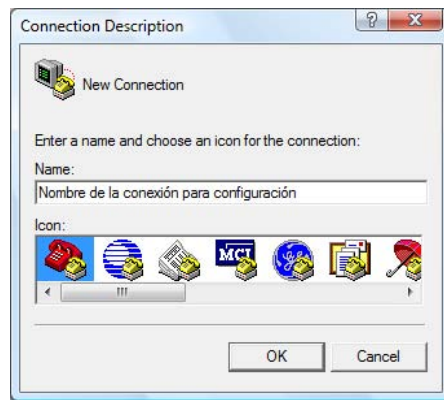 Connection Description
New Connection
Enter a name and choose an icon for the connection:
Name:
Nombre de la conexión para configuración
Icon:
MCI
OK
Cancel